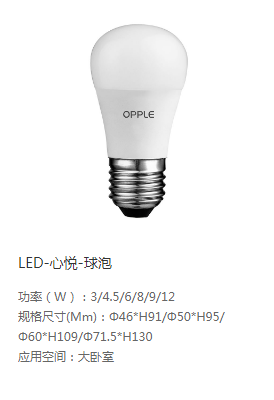 OPPLE
LED-心悦-球泡
功率（W）：3/4.5/6/8/9/12
规格尺寸(Mm)：Φ46*H91/Φ50*H95/
Φ60*H109/Φ71.5*H130
应用空间：大卧室